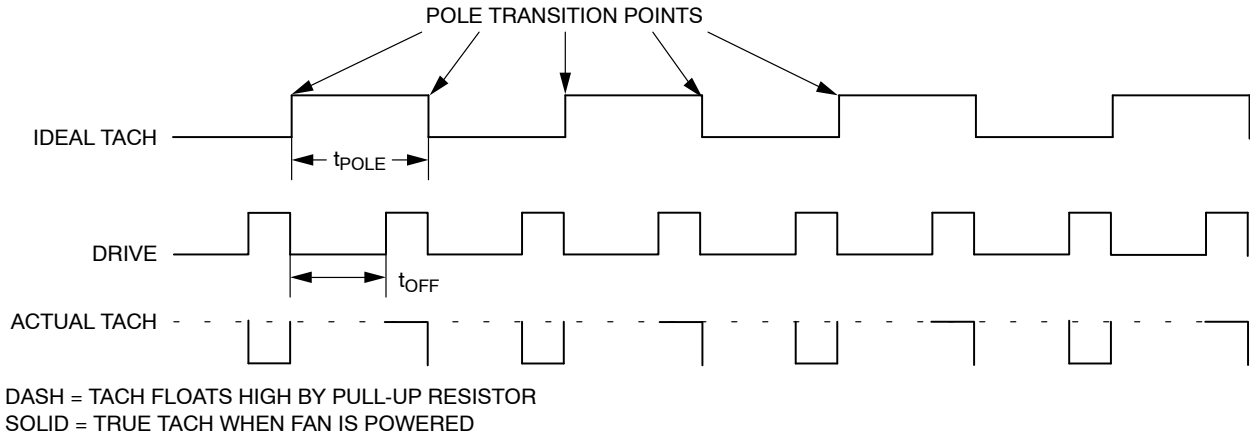 POLE TRANSITION POINTS
IDEAL TACH
tPOLE
DRIVE
tOFF
ACTUAL TACH
DASH = TACH FLOATS HIGH BY PULL-UP RESISTOR
SOLID = TRUE TACH WHEN FAN IS POWERED